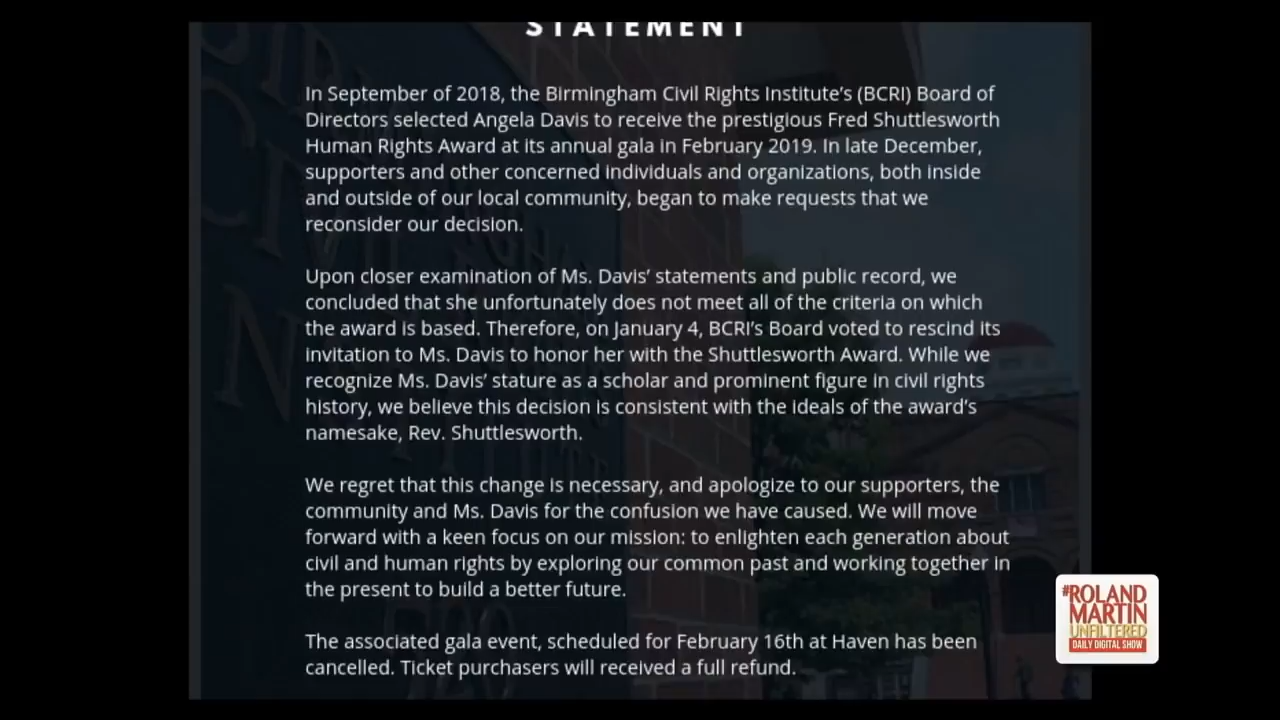 STATEMENT
In September of 2018, the Birmingham Civil Rights Institute’s (BCRI) Board of
Directors selected Angela Davis to receive the prestigious Fred Shuttlesworth
Human Rights Award at its annual gala in February 2019. In late December,
supporters and other concerned individuals and organizations, both inside
and outside of our local community, began to make requests that we
reconsider our decision.
Upon closer examination of Ms. Davis’ statements and public record, we
concluded that she unfortunately does not meet all of the criteria on which
the award is based. Therefore, on January 4, BCRI’s Board voted to rescind its
invitation to Ms. Davis to honor her with the Shuttlesworth Award. While we
recognize Ms. Davis’ stature as a scholar and prominent figure in civil rights
history, we believe this decision is consistent with the ideals of the award’s
namesake, Rev. Shuttlesworth.
We regret that this change is necessary, and apologize to our supporters, the
community and Ms. Davis for the confusion we have caused. We will move
forward with a keen focus on our mission: to enlighten each generation about
civil and human rights by exploring our common past and working together in
the present to build a better future.
The associated gala event, scheduled for February 16th at Haven has been
cancelled. Ticket purchasers will received a full refund.
#ROLAND
MARTIN
UNFILTERED
DAILY DIGITAL SHOW